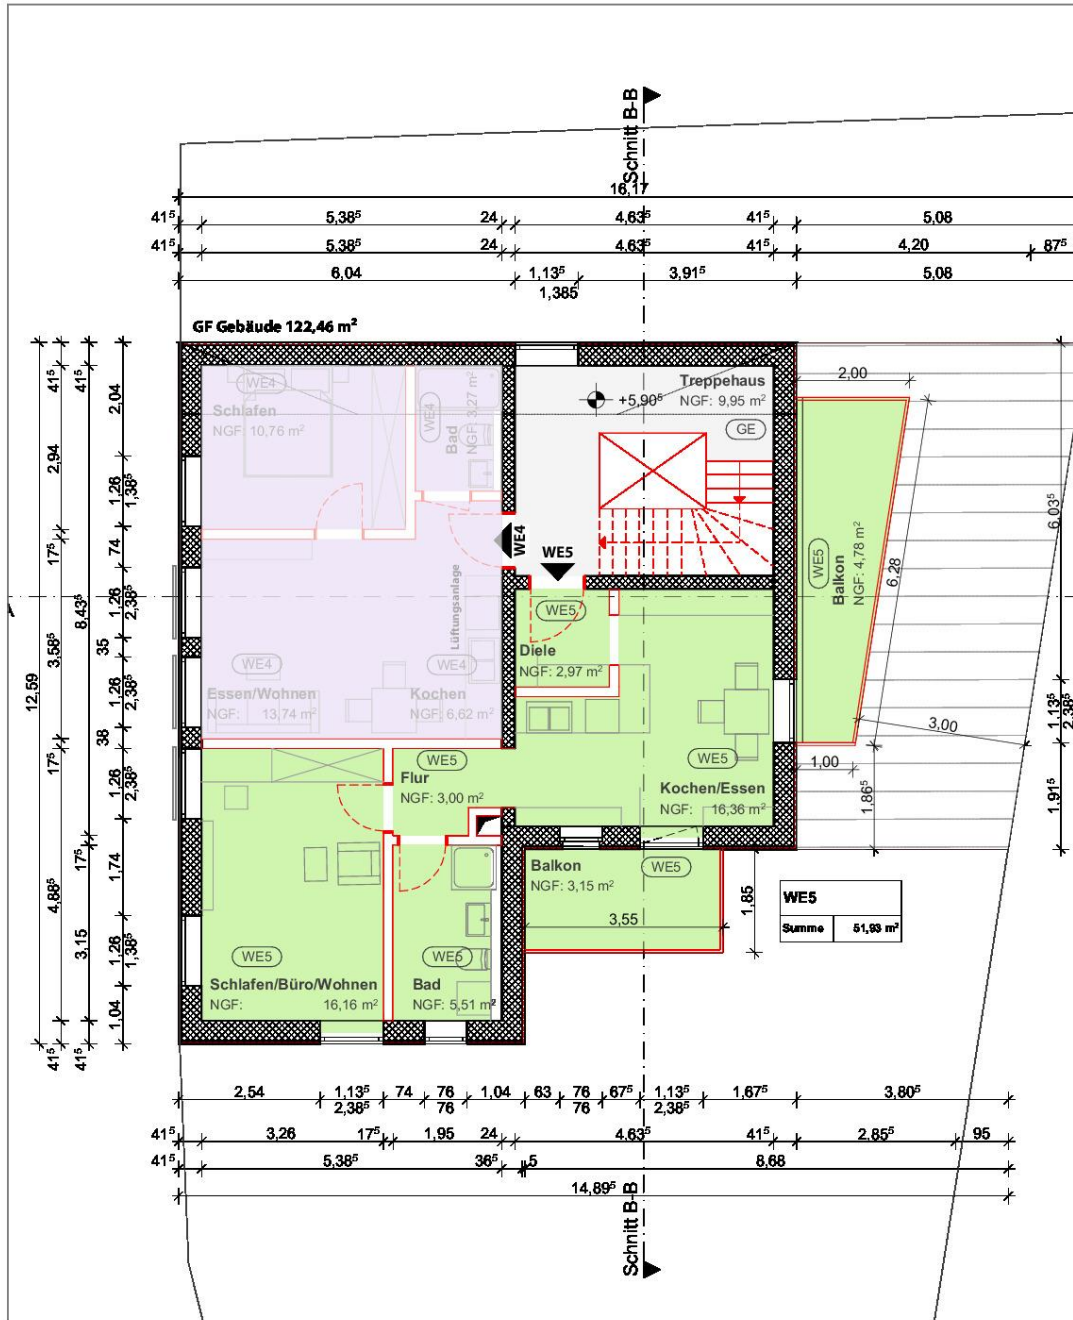 Schnitt B-B
16,17
41⁵ 5,38⁵ 24 4,63⁵ 41⁵ 5,08
41⁵ 5,38⁵ 24 4,63⁵ 41⁵ 4,20 87⁵
6,04 1,13⁵ 3,91⁵ 5,08
1,385
GF Gebäude 122,46 m²
WE4
Schlafen
NGF: 10,76 m²
WE4
Bad
NGF: 3,27 m²
Treppehaus
NGF: 9,95 m²
+5,90⁵
GE
2,00
WE4
WE5
WE5
Balkon
NGF: 4,78 m²
6,28
6,03⁵
Lüftungsanlage
WE5
Diele
NGF: 2,97 m²
WE4
Essen/Wohnen
NGF: 13,74 m²
WE4
Kochen
NGF: 6,62 m²
3,00
1,00
1,86⁵
1,13⁵
2,38⁵
1,91⁵
WE5
Flur
NGF: 3,00 m²
WE5
Kochen/Essen
NGF: 16,36 m²
Balkon
WE5
NGF: 3,15 m²
3,55
1,85
WE5
Summe 51,93 m²
WE5
Schlafen/Büro/Wohnen
NGF: 16,16 m²
WE5
Bad
NGF: 5,51 m²
12,59
41⁵ 2,94 17⁵ 3,58⁵ 17⁵ 4,88⁵ 41⁵
41⁵ 8,43⁵ 17⁵ 3,15 41⁵
2,04 1,26 74 1,26 35 1,26 38 1,26 1,74 1,26 1,04
1,38⁵ 2,38⁵ 2,38⁵ 2,38⁵ 1,38⁵
A
2,54 1,13⁵ 74 76 1,04 63 76 67⁵ 1,13⁵ 1,67⁵ 3,80⁵
2,38⁵ 76 76 2,38⁵
41⁵ 3,26 17⁵ 1,95 24 4,63⁵ 41⁵ 2,85⁵ 95
41⁵ 5,38⁵ 36⁵ 5 8,68
14,89⁵
Schnitt B-B